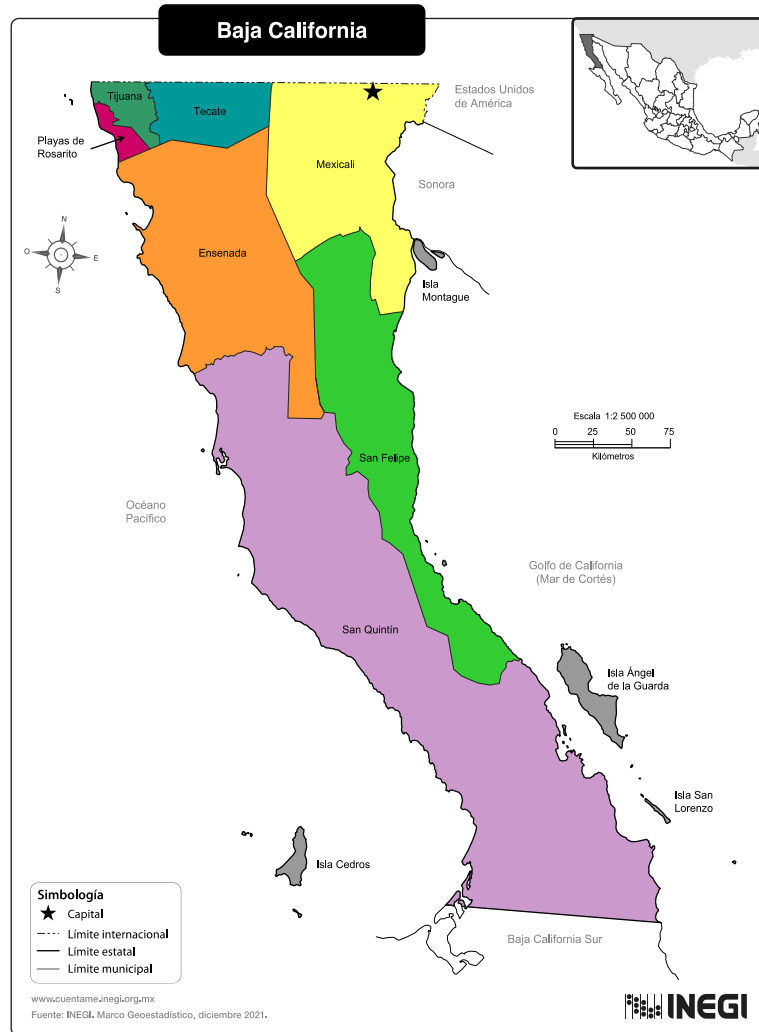 Baja California
Tijuana
Tecate
Estados Unidos
de América
Playas de
Rosarito
Mexicali
Sonora
N
O
E
S
Ensenada
Isla
Montague
Escala 1:2 500 000
0 25 50 75
Kilómetros
San Felipe
Océano
Pacífico
Golfo de California
(Mar de Cortés)
San Quintín
Isla Ángel
de la Guarda
Isla San
Lorenzo
Isla Cedros
Simbología
Capital
Límite internacional
Límite estatal
Límite municipal
Baja California Sur
www.cuentame.inegi.org.mx
Fuente: INEGI. Marco Geoestadístico, diciembre 2021.
INEGI